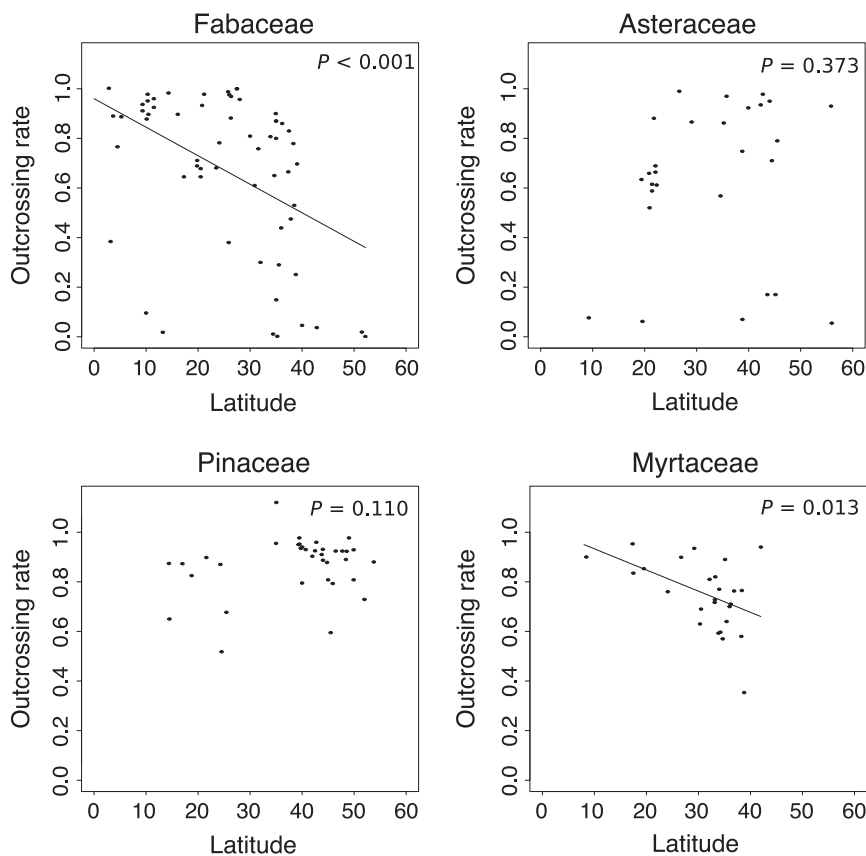 Fabaceae
P < 0.001
Outcrossing rate
0.0 0.2 0.4 0.6 0.8 1.0
0 10 20 30 40 50 60
Latitude
Asteraceae
P = 0.373
Outcrossing rate
0.0 0.2 0.4 0.6 0.8 1.0
0 10 20 30 40 50 60
Latitude
Pinaceae
P = 0.110
Outcrossing rate
0.0 0.2 0.4 0.6 0.8 1.0
0 10 20 30 40 50 60
Latitude
Myrtaceae
P = 0.013
Outcrossing rate
0.0 0.2 0.4 0.6 0.8 1.0
0 10 20 30 40 50 60
Latitude